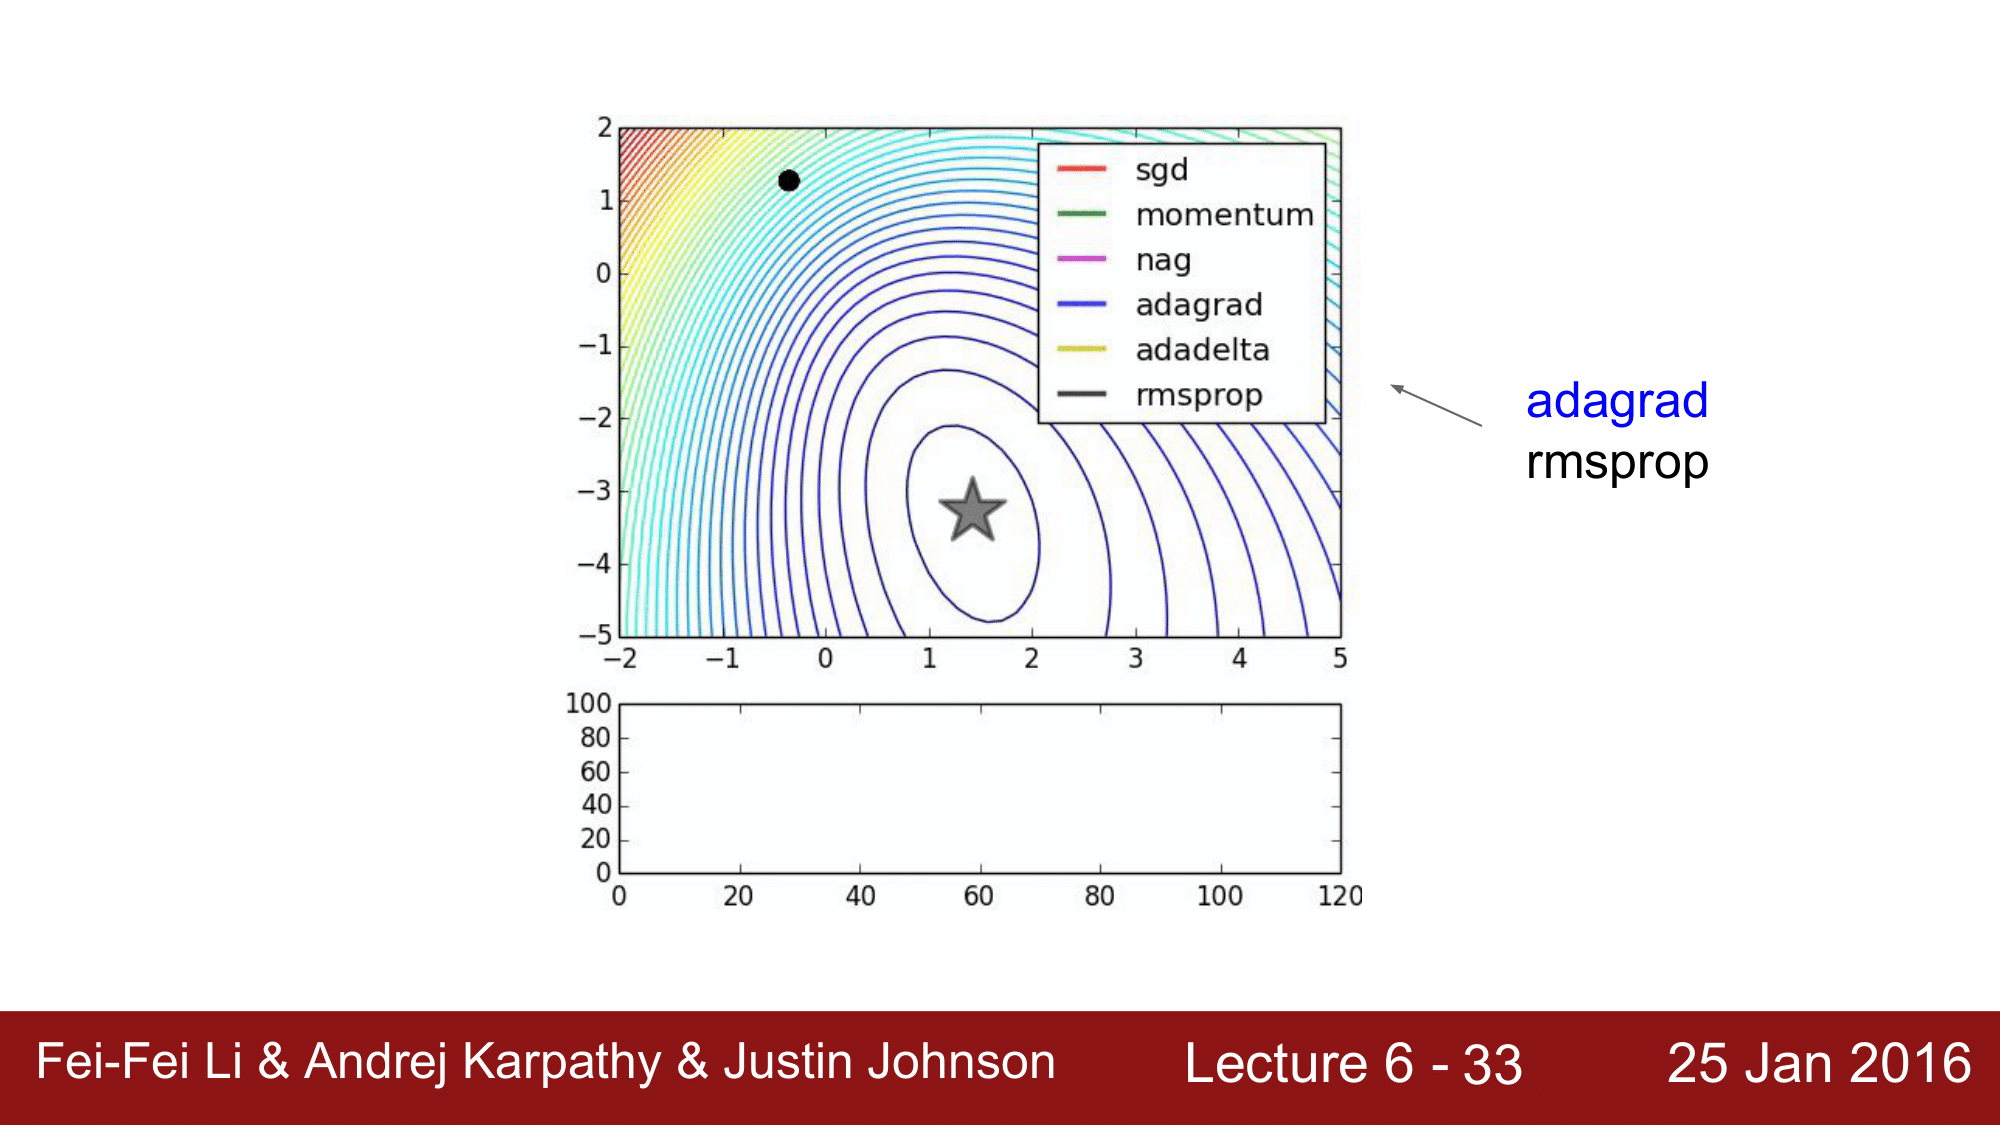 2
1
0
−1
−2
−3
−4
−5
−2 −1 0 1 2 3 4 5
sgd
momentum
nag
adagrad
adadelta
rmsprop
adagrad
rmsprop
100
80
60
40
20
0
0 20 40 60 80 100 120
Fei-Fei Li & Andrej Karpathy & Justin Johnson
Lecture 6 - 33
25 Jan 2016